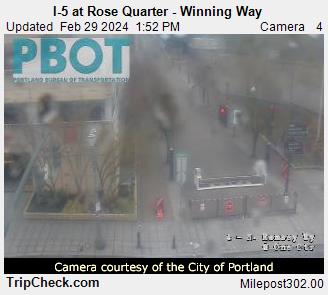 I-5 at Rose Quarter - Winning Way
Updated Feb 29 2024 1:52 PM Camera 4
PBOT
PORTLAND BUREAU OF TRANSPORTATION
Camera courtesy of the City of Portland
TripCheck.com Milepost302.00